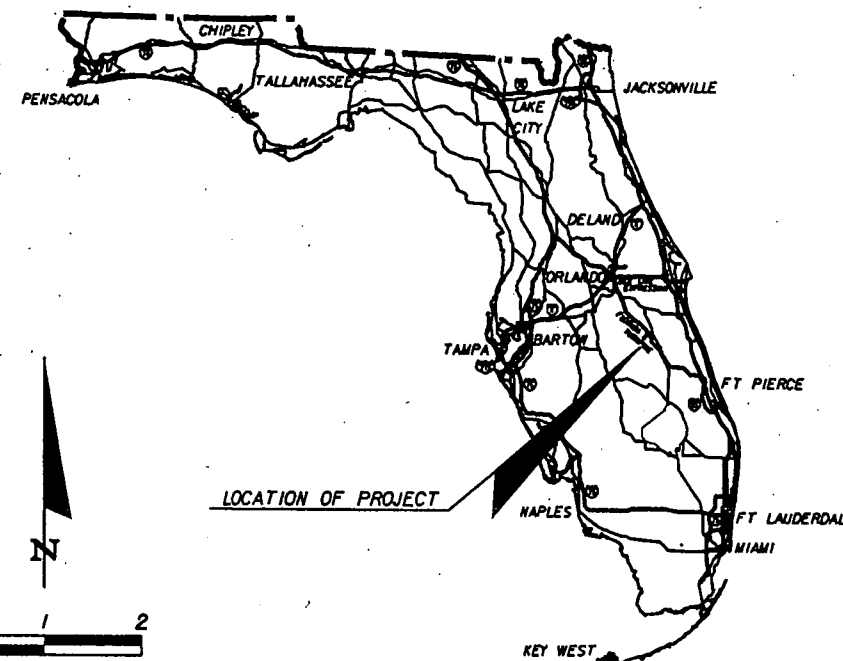 CHIPLEY
PENSACOLA
TALLAHASSEE
JACKSONVILLE
LAKE
CITY
DELAND
ORLANDO
TAMPA
BARTOW
FT PIERCE
LOCATION OF PROJECT
NAPLES
FT LAUDERDAL
MIAMI
N
1 2
KEY WEST